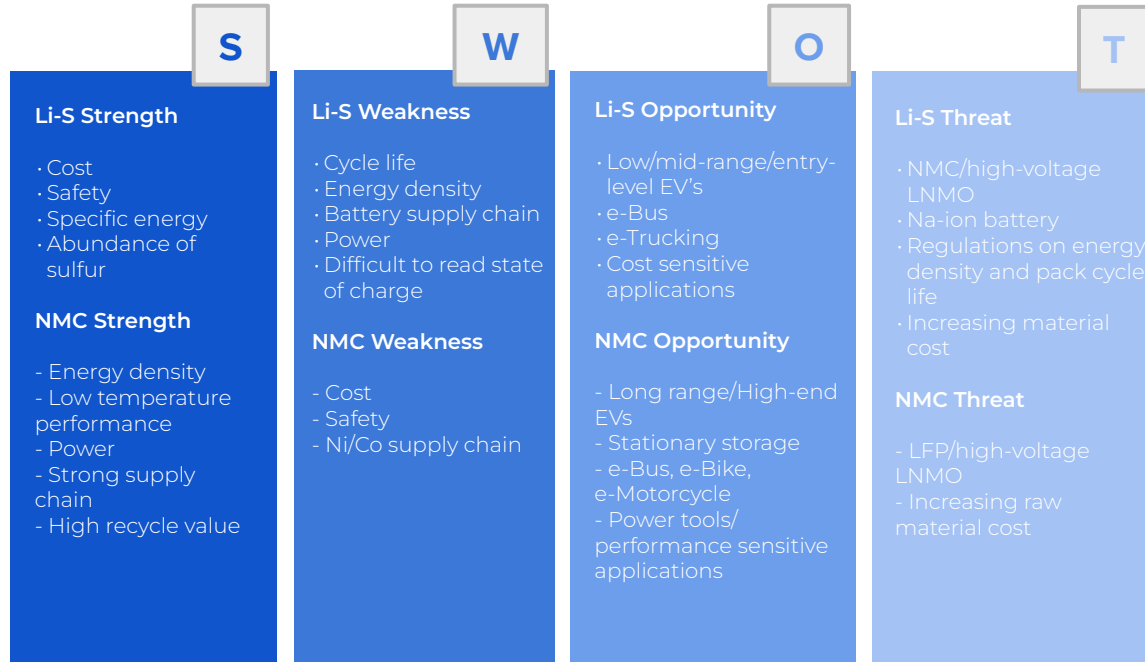 S
Li-S Strength
· Cost
· Safety
· Specific energy
· Abundance of
sulfur
NMC Strength
- Energy density
- Low temperature
performance
- Power
- Strong supply
chain
- High recycle value
W
Li-S Weakness
· Cycle life
· Energy density
· Battery supply chain
· Power
· Difficult to read state
of charge
NMC Weakness
- Cost
- Safety
- Ni/Co supply chain
O
Li-S Opportunity
· Low/mid-range/entry-
level EV's
· e-Bus
· e-Trucking
· Cost sensitive
applications
NMC Opportunity
- Long range/High-end
EVs
- Stationary storage
- e-Bus, e-Bike,
e-Motorcycle
- Power tools/
performance sensitive
applications
T
Li-S Threat
· NMC/high-voltage
LNMO
· Na-ion battery
· Regulations on energy
density and pack cycle
life
· Increasing material
cost
NMC Threat
- LFP/high-voltage
LNMO
- Increasing raw
material cost